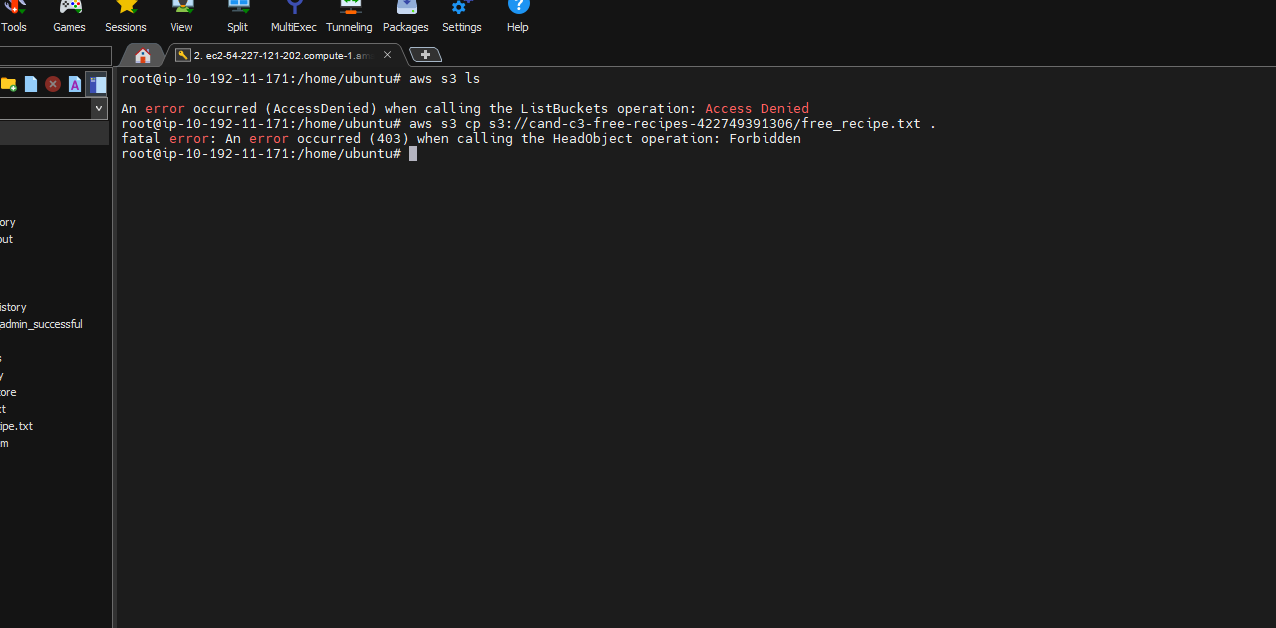 Tools Games Sessions View Split MultiExec Tunneling Packages Settings Help
2. ec2-54-227-121-202.compute-1.am
root@ip-10-192-11-171:/home/ubuntu# aws s3 ls
An error occurred (AccessDenied) when calling the ListBuckets operation: Access Denied
root@ip-10-192-11-171:/home/ubuntu# aws s3 cp s3://cand-c3-free-recipes-422749391306/free_recipe.txt .
fatal error: An error occurred (403) when calling the HeadObject operation: Forbidden
root@ip-10-192-11-171:/home/ubuntu#
ory
out
istory
admin_successful
s
y
ore
ct
ipe.txt
m